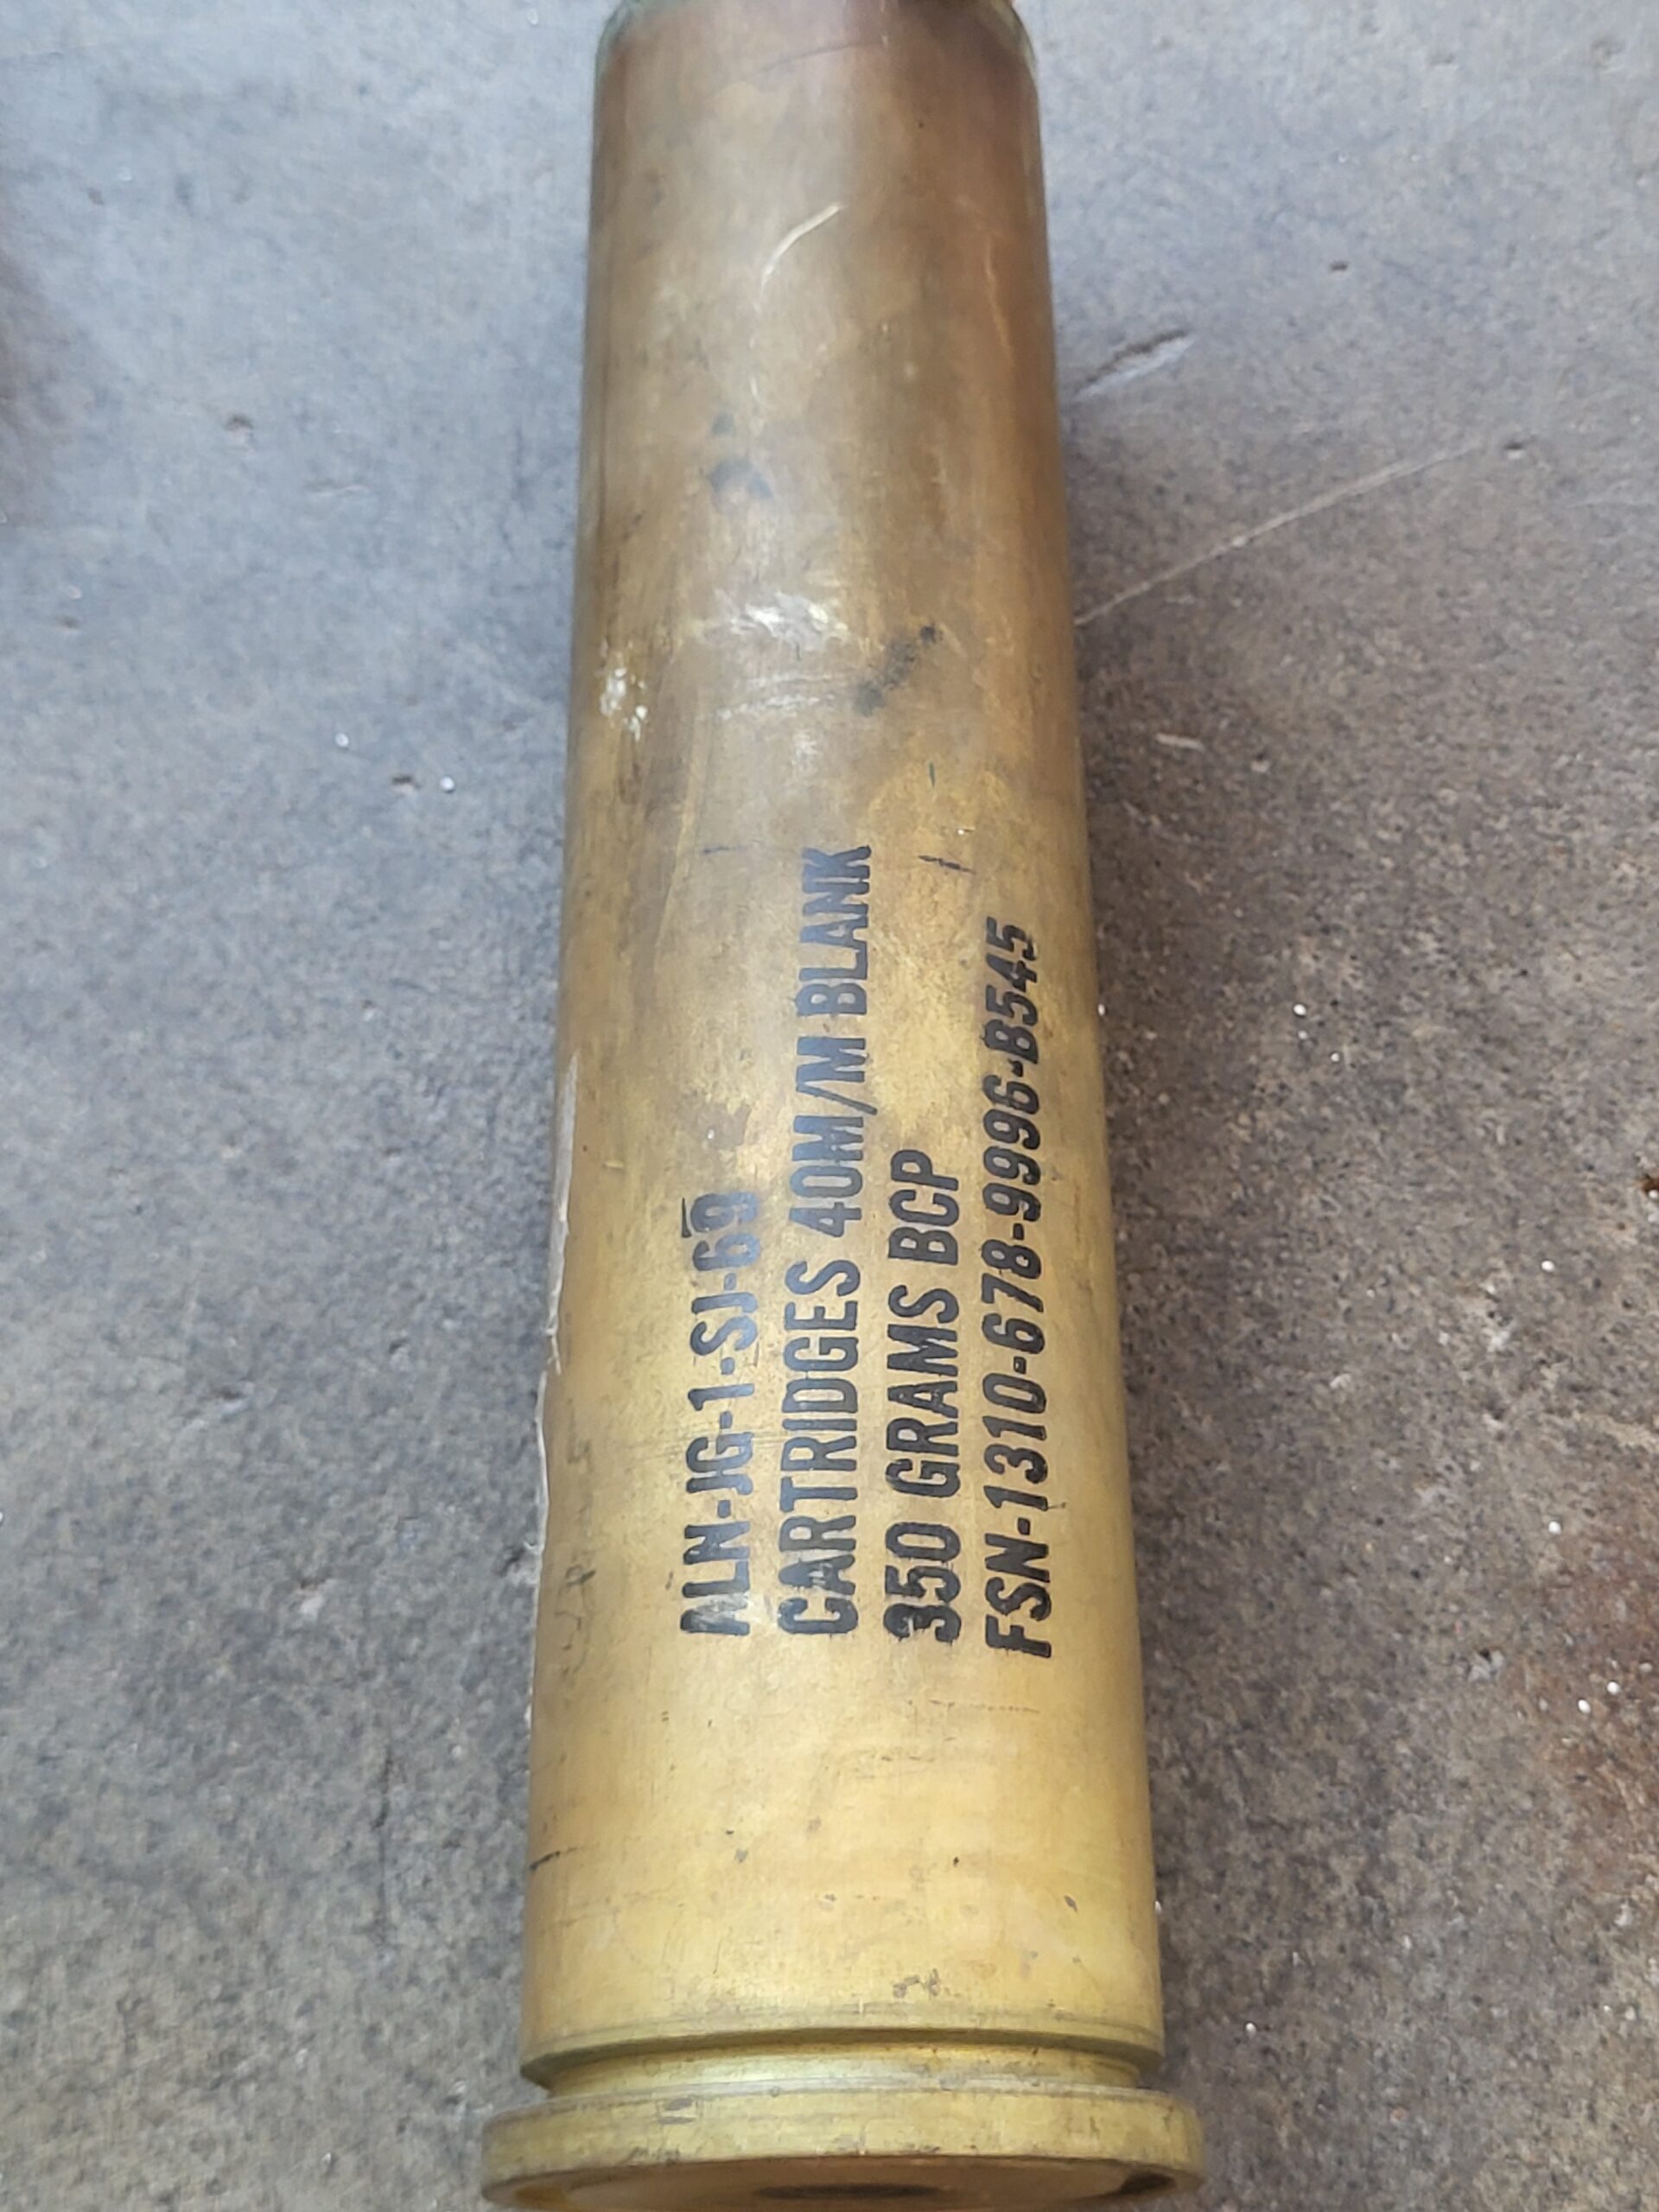 ALN-JG-1-SJ-69
CARTRIDGES 40M/M BLANK
350 GRAMS BCP
FSN-1310-678-9996-B545